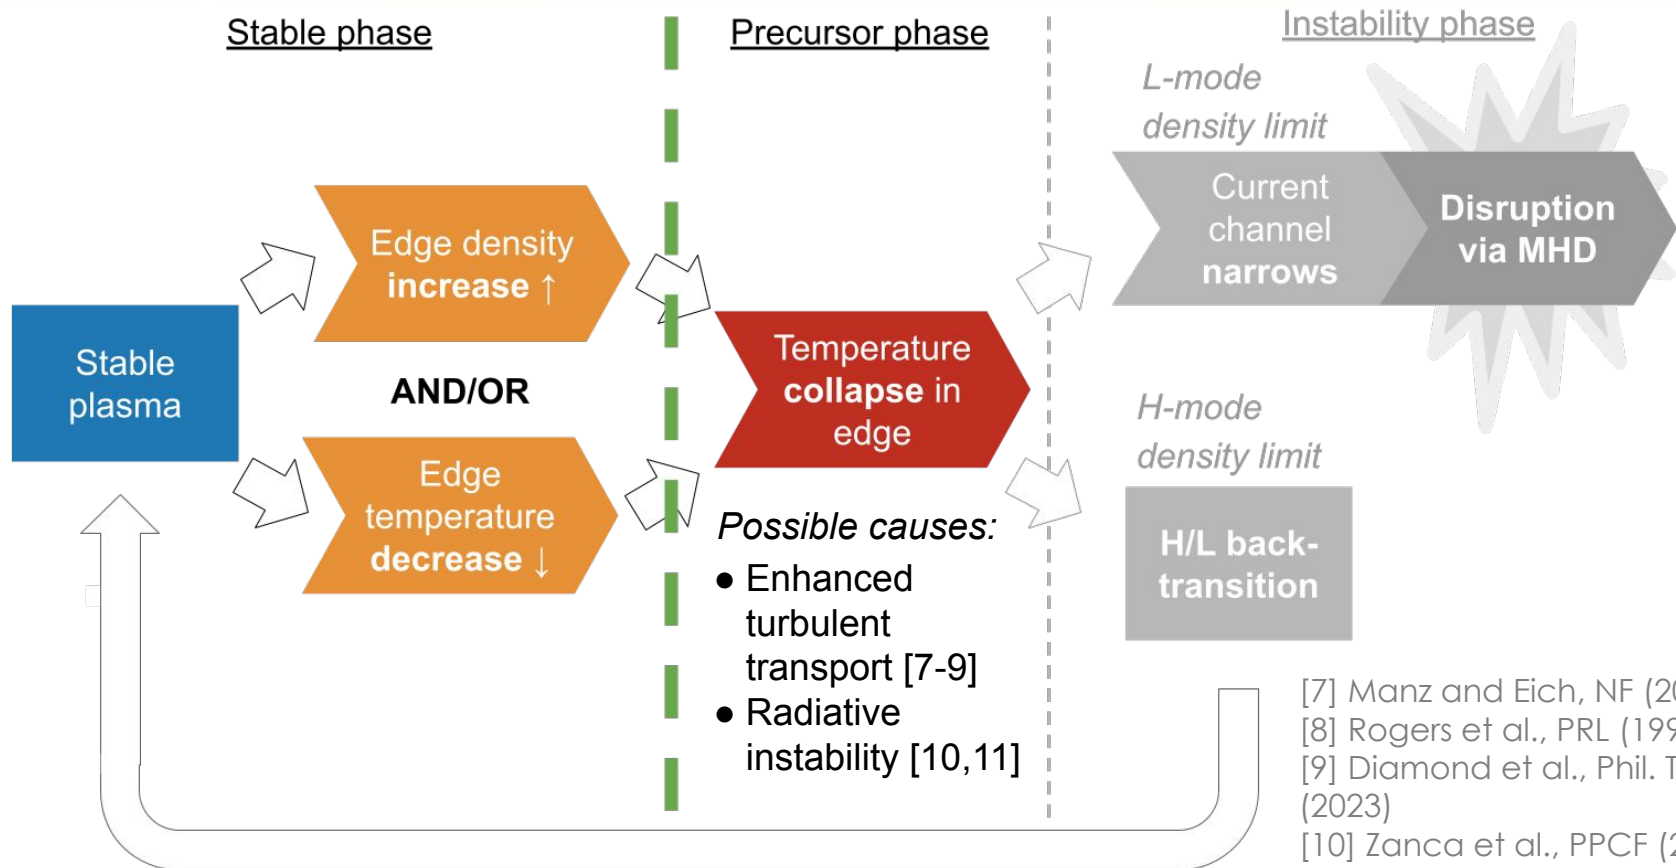 Stable phase
Precursor phase
Instability phase
L-mode
density limit
Current
channel
narrows
Disruption
via MHD
Edge density
increase ↑
Stable
plasma
AND/OR
Temperature
collapse in
edge
Edge
temperature
decrease ↓
H-mode
density limit
H/L back-
transition
Possible causes:
● Enhanced
turbulent
transport [7-9]
● Radiative
instability [10,11]
[7] Manz and Eich, NF (20
[8] Rogers et al., PRL (199
[9] Diamond et al., Phil. T
(2023)
[10] Zanca et al., PPCF (2